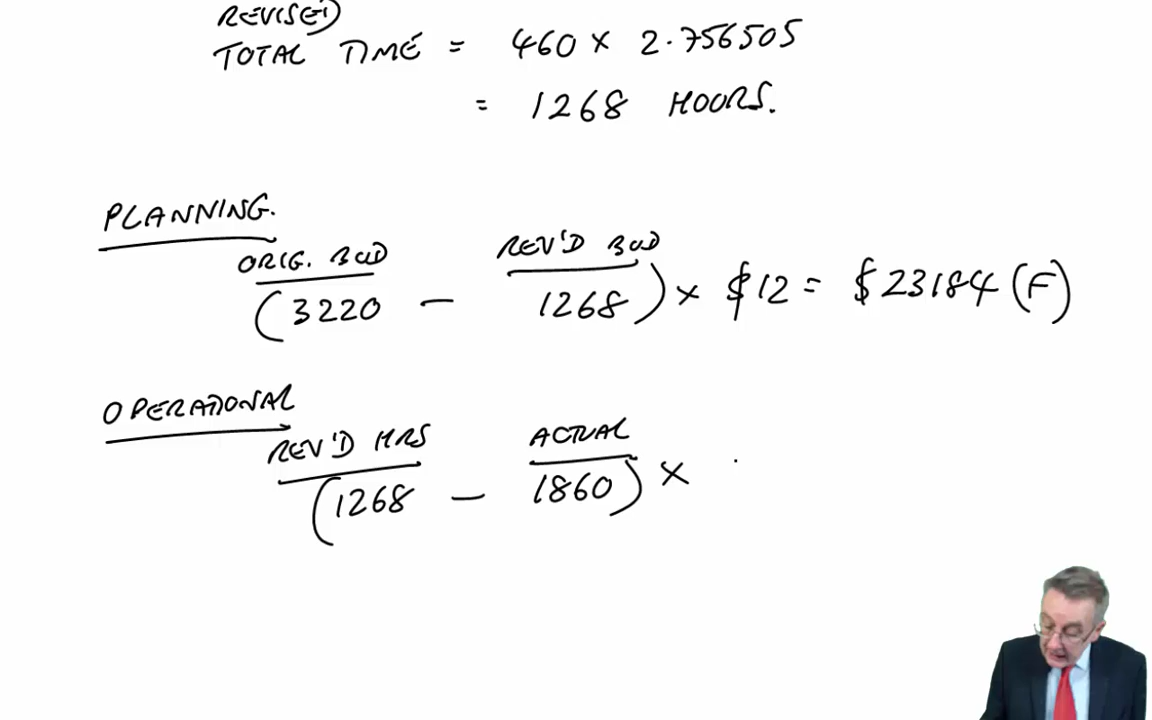 REVISED
TOTAL TIME = 460 × 2.756505
= 1268 HOURS.
PLANNING.
ORIG. BUD REV'D BUD
(3220 - 1268) × $12 = $23184 (F)
OPERATIONAL
REV'D HRS ACTUAL
(1268 - 1860) ×